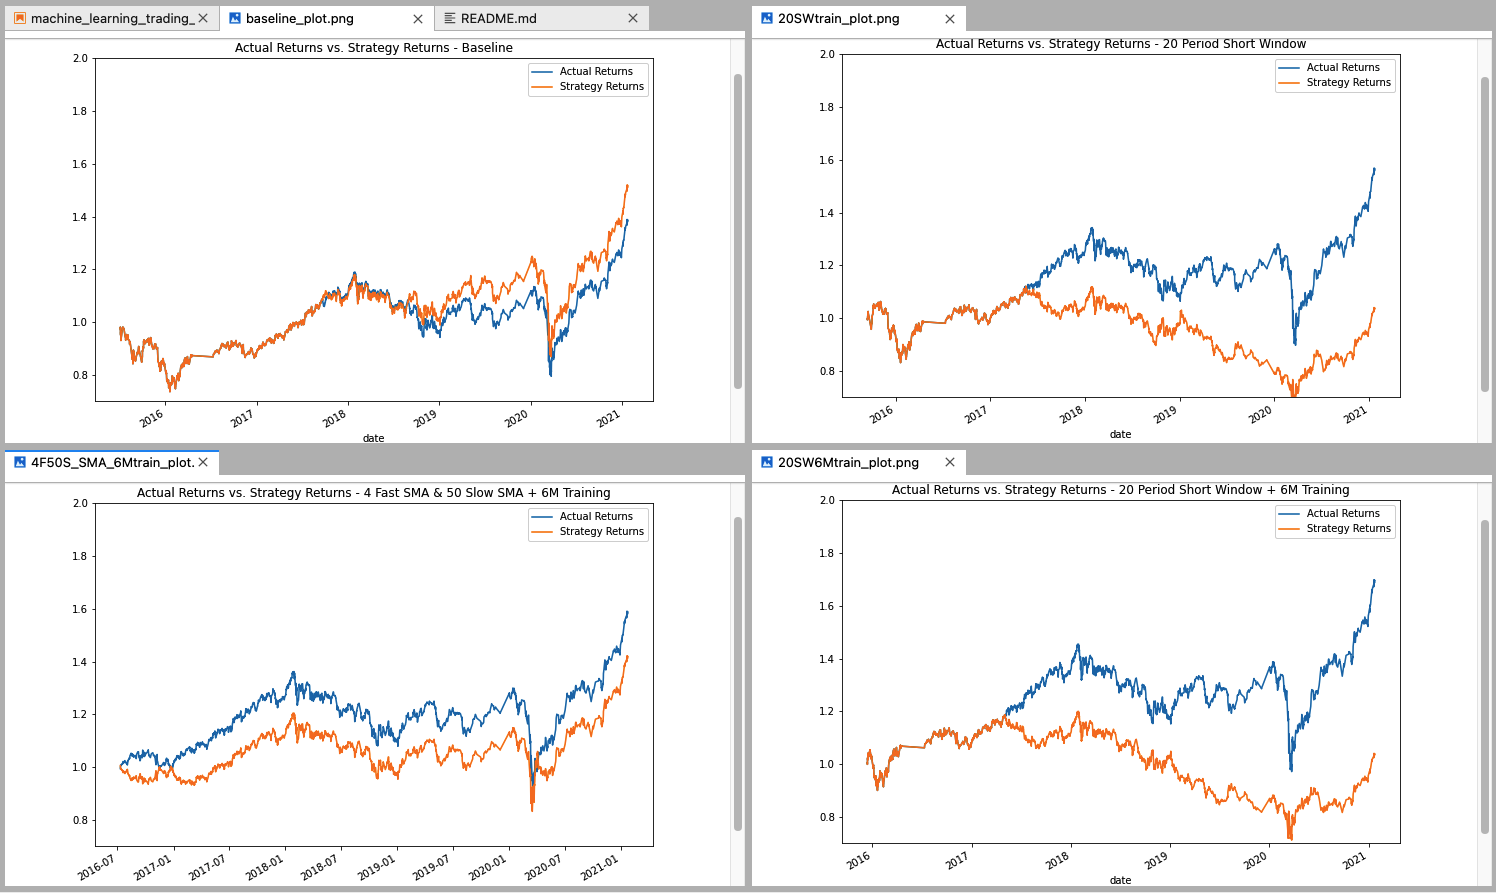 machine_learning_trading_
baseline_plot.png
README.md
20SWtrain_plot.png
Actual Returns vs. Strategy Returns - Baseline
Actual Returns
Strategy Returns
2.0
1.8
1.6
1.4
1.2
1.0
0.8
2016
2017
2018
2019
2020
2021
date
Actual Returns vs. Strategy Returns - 20 Period Short Window
Actual Returns
Strategy Returns
2.0
1.8
1.6
1.4
1.2
1.0
0.8
2016
2017
2018
2019
2020
2021
date
4F50S_SMA_6Mtrain_plot.
Actual Returns vs. Strategy Returns - 4 Fast SMA & 50 Slow SMA + 6M Training
Actual Returns
Strategy Returns
2.0
1.8
1.6
1.4
1.2
1.0
0.8
2016-07
2017-01
2017-07
2018-01
2018-07
2019-01
2019-07
2020-01
2020-07
2021-01
20SW6Mtrain_plot.png
Actual Returns vs. Strategy Returns - 20 Period Short Window + 6M Training
Actual Returns
Strategy Returns
2.0
1.8
1.6
1.4
1.2
1.0
0.8
2016
2017
2018
2019
2020
2021
date